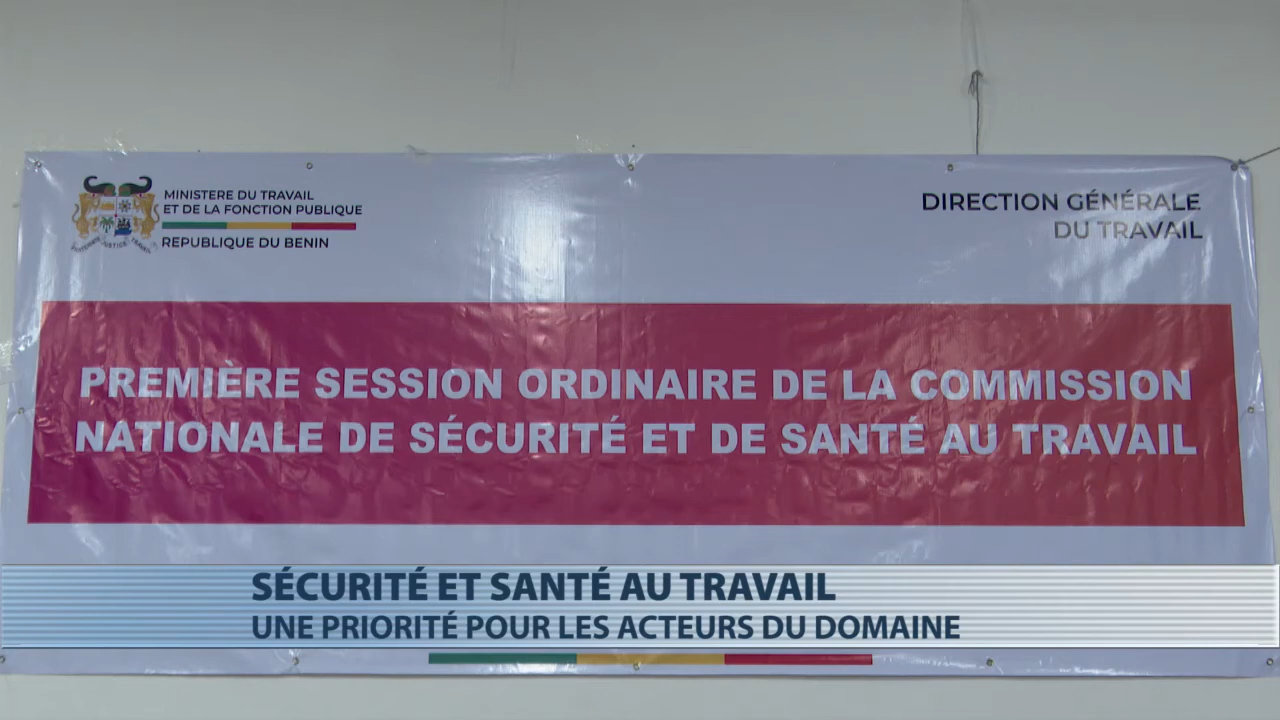 MINISTERE DU TRAVAIL
ET DE LA FONCTION PUBLIQUE
REPUBLIQUE DU BENIN
DIRECTION GÉNÉRALE
DU TRAVAIL
PREMIÈRE SESSION ORDINAIRE DE LA COMMISSION
NATIONALE DE SÉCURITÉ ET DE SANTÉ AU TRAVAIL
SÉCURITÉ ET SANTÉ AU TRAVAIL
UNE PRIORITÉ POUR LES ACTEURS DU DOMAINE